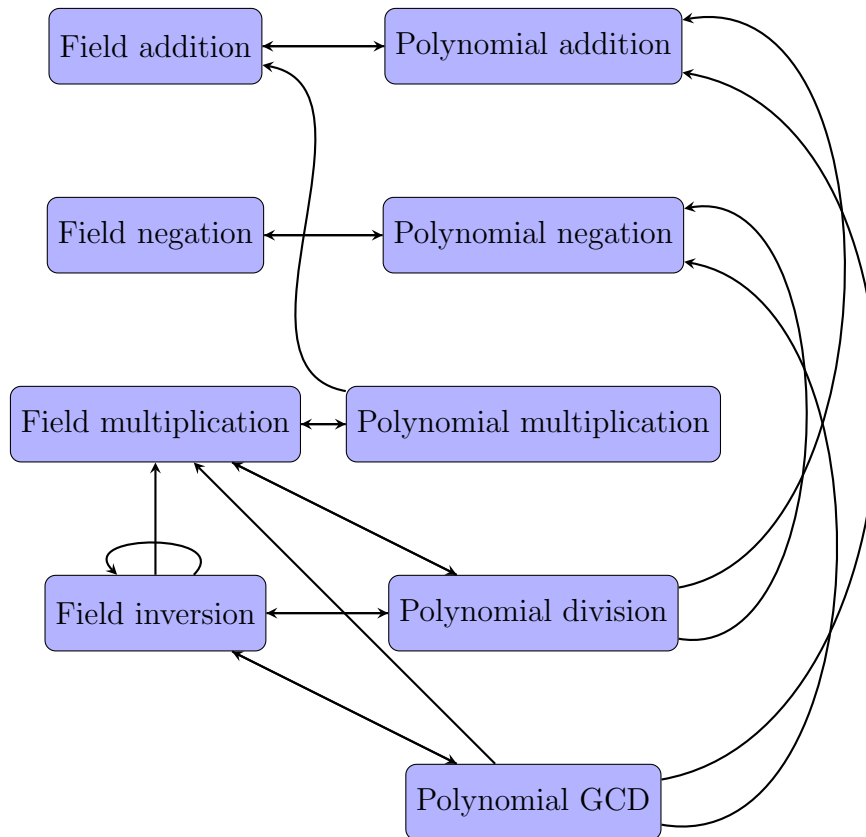 Field addition
Polynomial addition
Field negation
Polynomial negation
Field multiplication
Polynomial multiplication
Field inversion
Polynomial division
Polynomial GCD